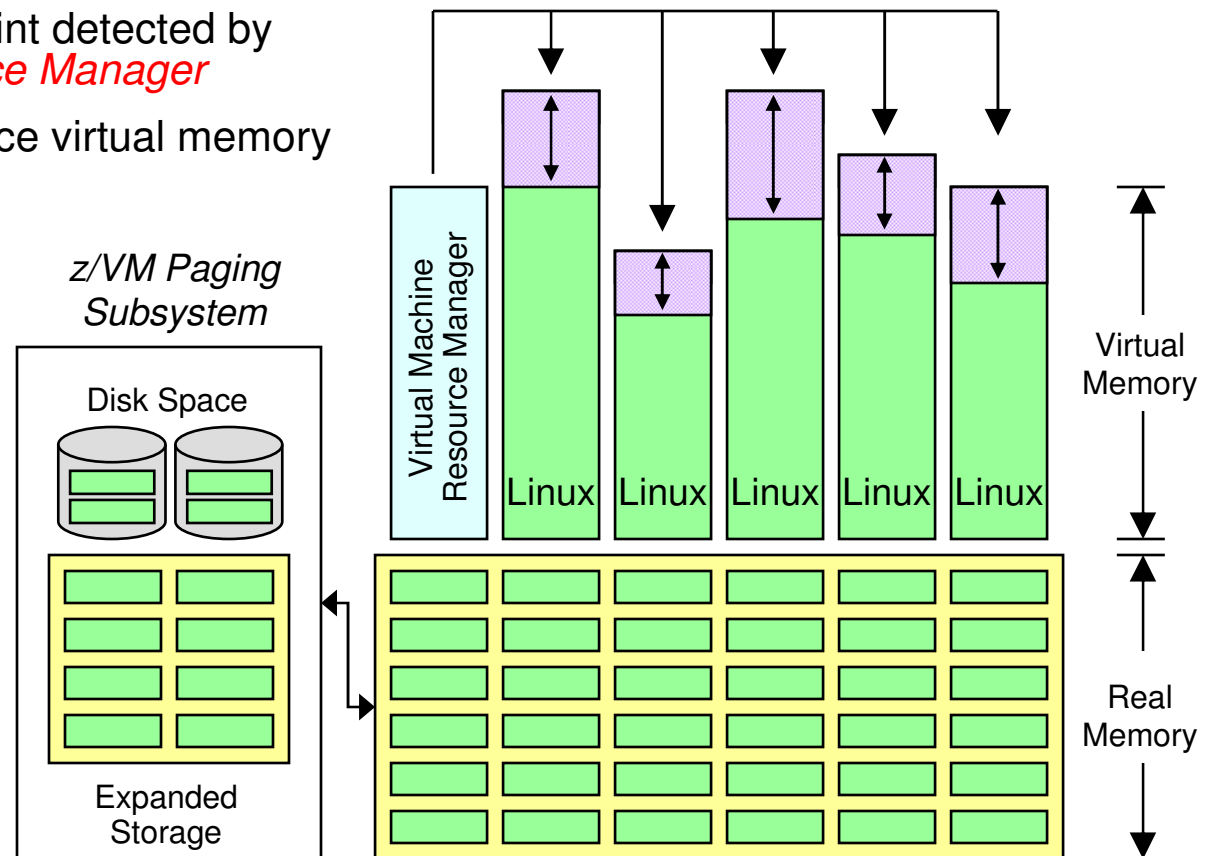 int detected by
ce Manager
ce virtual memory
z/VM Paging
Subsystem
Disk Space
Expanded
Storage
Virtual Machine
Resource Manager
Linux
Linux
Linux
Linux
Linux
Virtual
Memory
Real
Memory